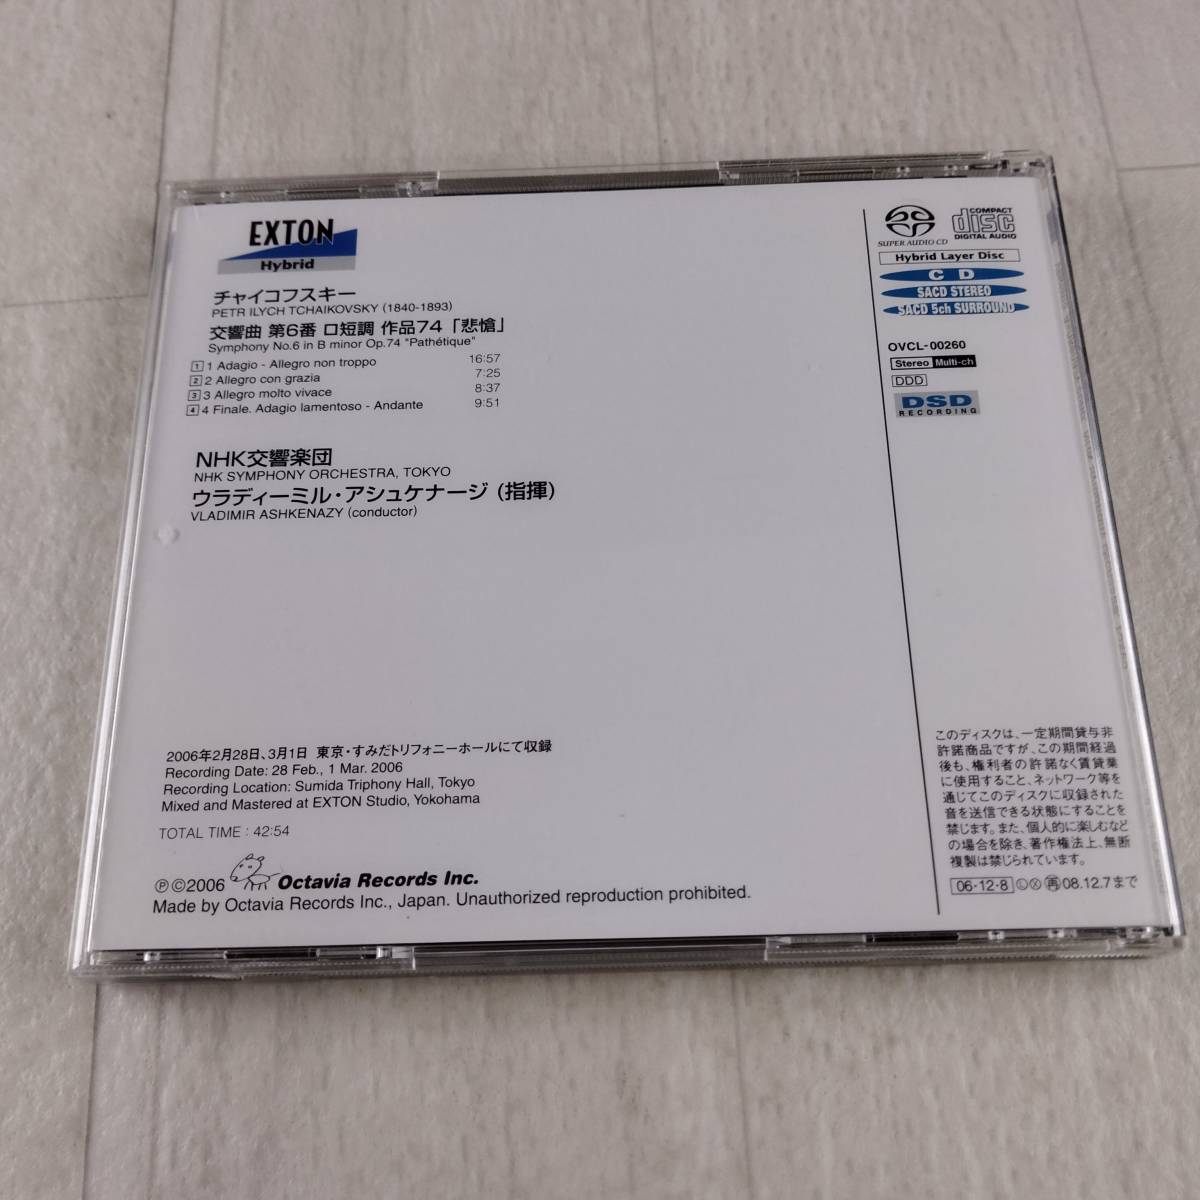 EXTON
Hybrid
チャイコフスキー
PETR ILYCH TCHAIKOVSKY (1840-1893)
交響曲 第6番 ロ短調 作品74「悲愴」
Symphony No.6 in B minor Op.74 "Pathétique"
1 1 Adagio - Allegro non troppo 16:57
2 2 Allegro con grazia 7:25
3 3 Allegro molto vivace 8:37
4 4 Finale. Adagio lamentoso - Andante 9:51
NHK交響楽団
NHK SYMPHONY ORCHESTRA, TOKYO
ウラディーミル・アシュケナージ (指揮)
VLADIMIR ASHKENAZY (conductor)
2006年2月28日、3月1日 東京・すみだトリフォニーホールにて収録
Recording Date: 28 Feb., 1 Mar. 2006
Recording Location: Sumida Triphony Hall, Tokyo
Mixed and Mastered at EXTON Studio, Yokohama
TOTAL TIME : 42:54
Ⓟ©2006 Octavia Records Inc.
Made by Octavia Records Inc., Japan. Unauthorized reproduction prohibited.
SUPER AUDIO CD
COMPACT
disc
DIGITAL AUDIO
Hybrid Layer Disc
CD
SACD STEREO
SACD 5ch SURROUND
OVCL-00260
Stereo Multi-ch
DDD
DSD
RECORDING
このディスクは、一定期間貸与非
許諾商品ですが、この期間経過
後も、権利者の許諾なく賃貸業
に使用すること、ネットワーク等を
通じてこのディスクに収録された
音を送信できる状態にすることを
禁じます。また、個人的に楽しむなど
の場合を除き、著作権法上、無断
複製は禁じられています。
06・12・8 Ⓛ Ⓧ ㊢08.12.7まで